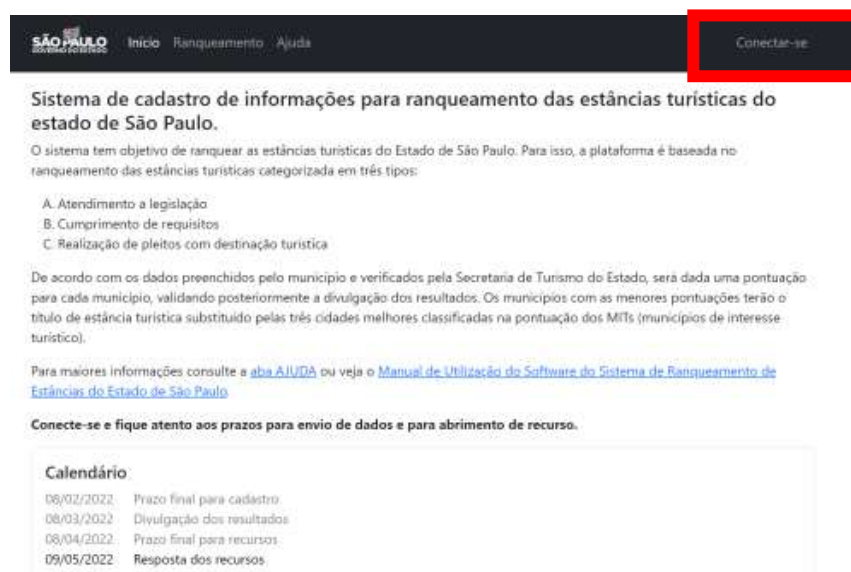 SÃO PAULO
GOVERNO DO ESTADO
Início Ranqueamento Ajuda Conectar-se
Sistema de cadastro de informações para ranqueamento das estâncias turísticas do
estado de São Paulo.
O sistema tem objetivo de ranquear as estâncias turísticas do Estado de São Paulo. Para isso, a plataforma é baseada no
ranqueamento das estâncias turísticas categorizada em três tipos:
A. Atendimento a legislação
B. Cumprimento de requisitos
C. Realização de pleitos com destinação turística
De acordo com os dados preenchidos pelo município e verificados pela Secretaria de Turismo do Estado, será dada uma pontuação
para cada município, validando posteriormente a divulgação dos resultados. Os municípios com as menores pontuações terão o
título de estância turística substituído pelas três cidades melhores classificadas na pontuação dos MITs (municípios de interesse
turístico).
Para maiores informações consulte a aba AJUDA ou veja o Manual de Utilização do Software do Sistema de Ranqueamento de
Estâncias do Estado de São Paulo.
Conecte-se e fique atento aos prazos para envio de dados e para abrimento de recurso.
Calendário
08/02/2022 Prazo final para cadastro
08/03/2022 Divulgação dos resultados
08/04/2022 Prazo final para recursos
09/05/2022 Resposta dos recursos